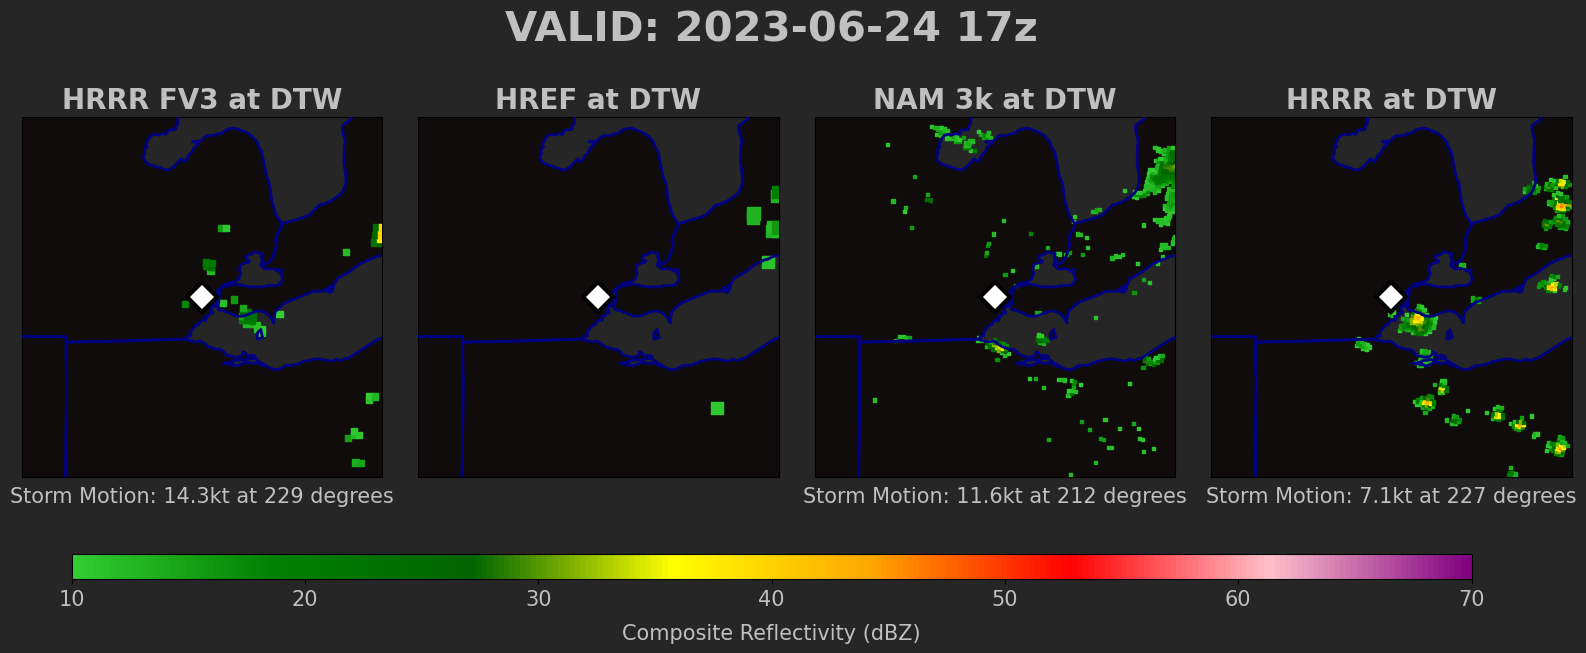 VALID: 2023-06-24 17z
HRRR FV3 at DTW
HREF at DTW
NAM 3k at DTW
HRRR at DTW
Storm Motion: 14.3kt at 229 degrees
Storm Motion: 11.6kt at 212 degrees
Storm Motion: 7.1kt at 227 degrees
10 20 30 40 50 60 70
Composite Reflectivity (dBZ)